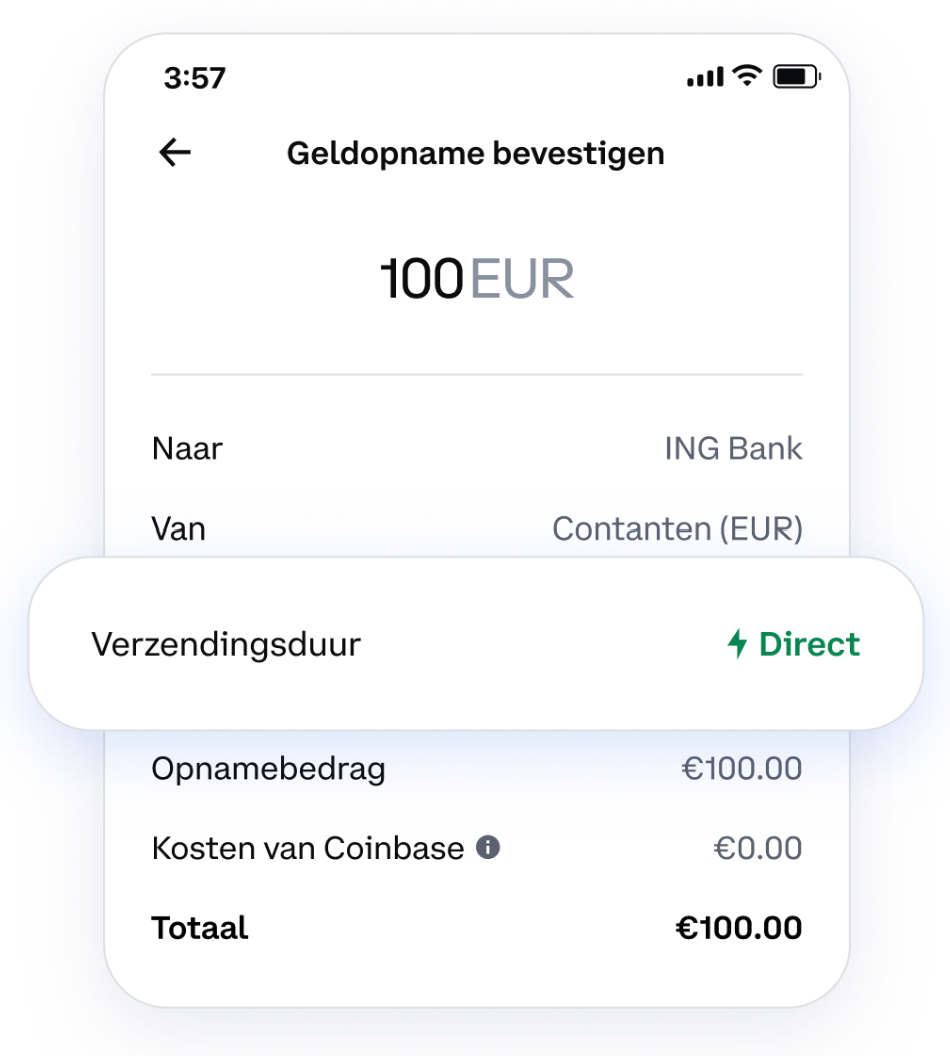 3:57
Geldopname bevestigen
100 EUR
Naar ING Bank
Van Contanten (EUR)
Verzendingsduur Direct
Opnamebedrag €100.00
Kosten van Coinbase €0.00
Totaal €100.00